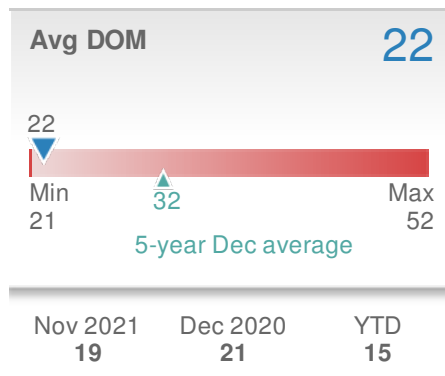 Avg DOM 22
22
Min Max
21 32 52
5-year Dec average
Nov 2021 Dec 2020 YTD
19 21 15